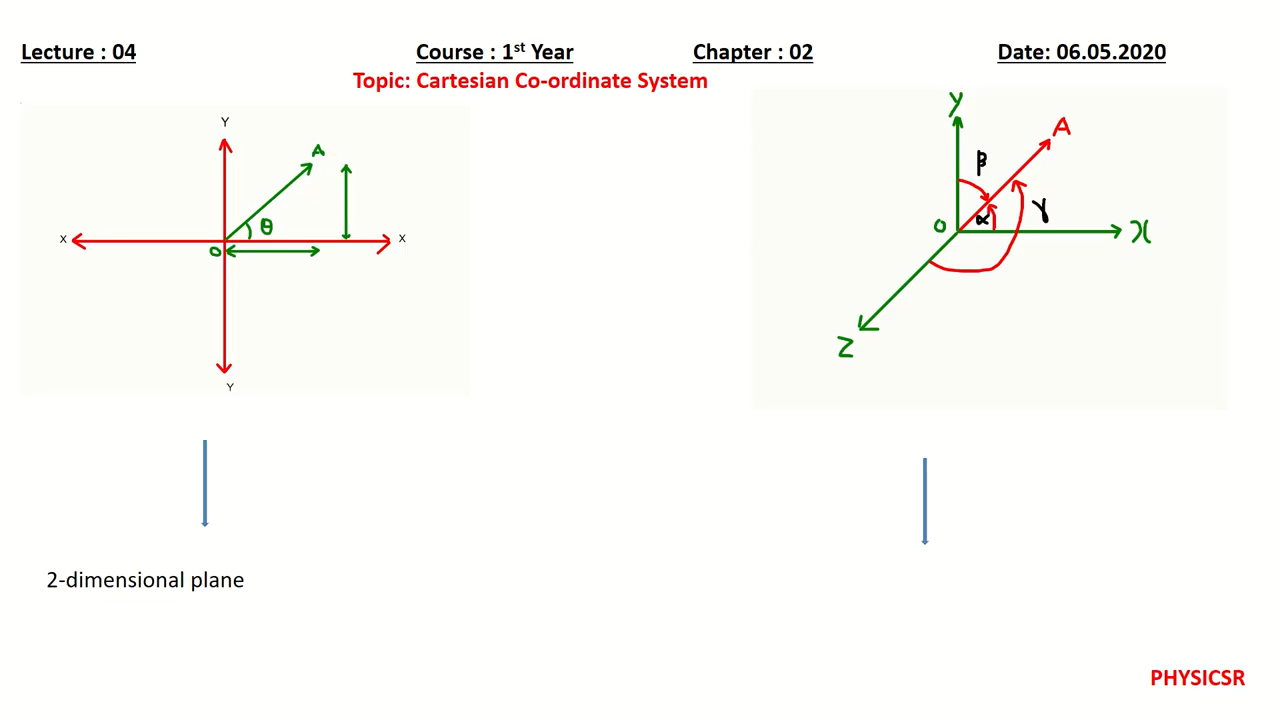 Lecture : 04 Course : 1st Year Chapter : 02 Date: 06.05.2020
Topic: Cartesian Co-ordinate System
Y
A
θ
X X
O
Y
y
A
β
α γ
O x
Z
2-dimensional plane
PHYSICSR